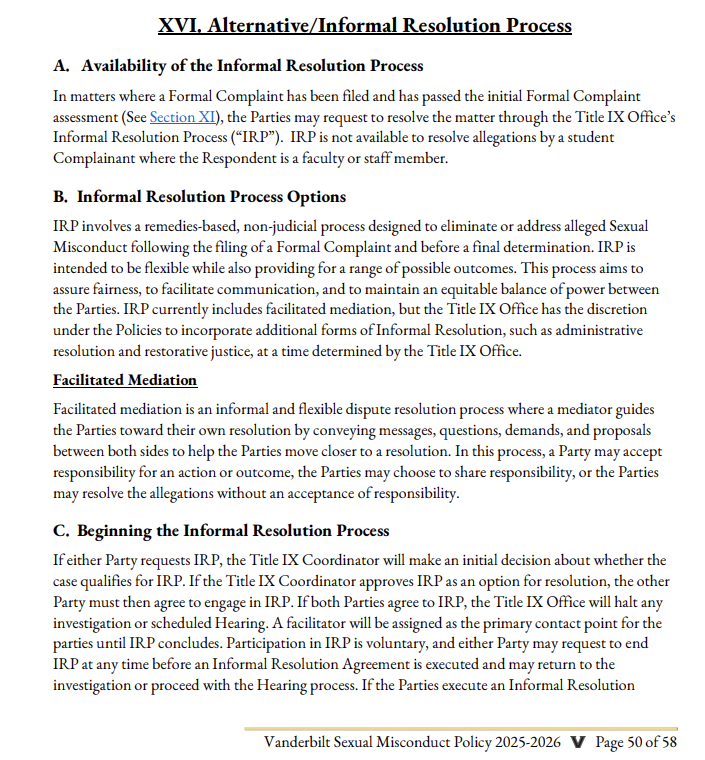 XVI. Alternative/Informal Resolution Process
A. Availability of the Informal Resolution Process
In matters where a Formal Complaint has been filed and has passed the initial Formal Complaint
assessment (See Section XI), the Parties may request to resolve the matter through the Title IX Office's
Informal Resolution Process ("IRP"). IRP is not available to resolve allegations by a student
Complainant where the Respondent is a faculty or staff member.
B. Informal Resolution Process Options
IRP involves a remedies-based, non-judicial process designed to eliminate or address alleged Sexual
Misconduct following the filing of a Formal Complaint and before a final determination. IRP is
intended to be flexible while also providing for a range of possible outcomes. This process aims to
assure fairness, to facilitate communication, and to maintain an equitable balance of power between
the Parties. IRP currently includes facilitated mediation, but the Title IX Office has the discretion
under the Policies to incorporate additional forms of Informal Resolution, such as administrative
resolution and restorative justice, at a time determined by the Title IX Office.
Facilitated Mediation
Facilitated mediation is an informal and flexible dispute resolution process where a mediator guides
the Parties toward their own resolution by conveying messages, questions, demands, and proposals
between both sides to help the Parties move closer to a resolution. In this process, a Party may accept
responsibility for an action or outcome, the Parties may choose to share responsibility, or the Parties
may resolve the allegations without an acceptance of responsibility.
C. Beginning the Informal Resolution Process
If either Party requests IRP, the Title IX Coordinator will make an initial decision about whether the
case qualifies for IRP. If the Title IX Coordinator approves IRP as an option for resolution, the other
Party must then agree to engage in IRP. If both Parties agree to IRP, the Title IX Office will halt any
investigation or scheduled Hearing. A facilitator will be assigned as the primary contact point for the
parties until IRP concludes. Participation in IRP is voluntary, and either Party may request to end
IRP at any time before an Informal Resolution Agreement is executed and may return to the
investigation or proceed with the Hearing process. If the Parties execute an Informal Resolution
Vanderbilt Sexual Misconduct Policy 2025-2026 V Page 50 of 58